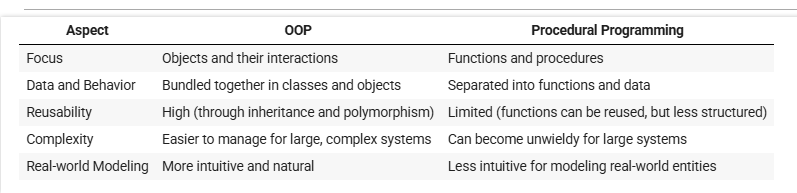 Aspect OOP Procedural Programming
Focus Objects and their interactions Functions and procedures
Data and Behavior Bundled together in classes and objects Separated into functions and data
Reusability High (through inheritance and polymorphism) Limited (functions can be reused, but less structured)
Complexity Easier to manage for large, complex systems Can become unwieldy for large systems
Real-world Modeling More intuitive and natural Less intuitive for modeling real-world entities